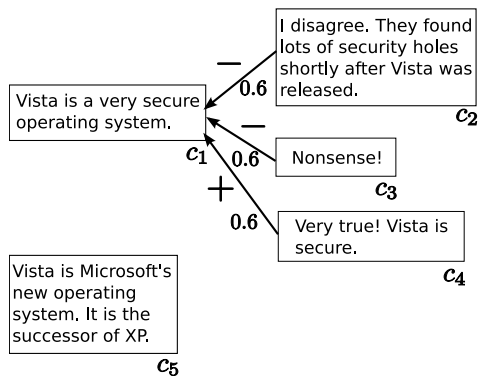 I disagree. They found
lots of security holes
shortly after Vista was
released.
c2
−
0.6
Vista is a very secure
operating system.
c1
−
0.6
Nonsense!
c3
+
0.6
Very true! Vista is
secure.
c4
Vista is Microsoft's
new operating
system. It is the
successor of XP.
c5